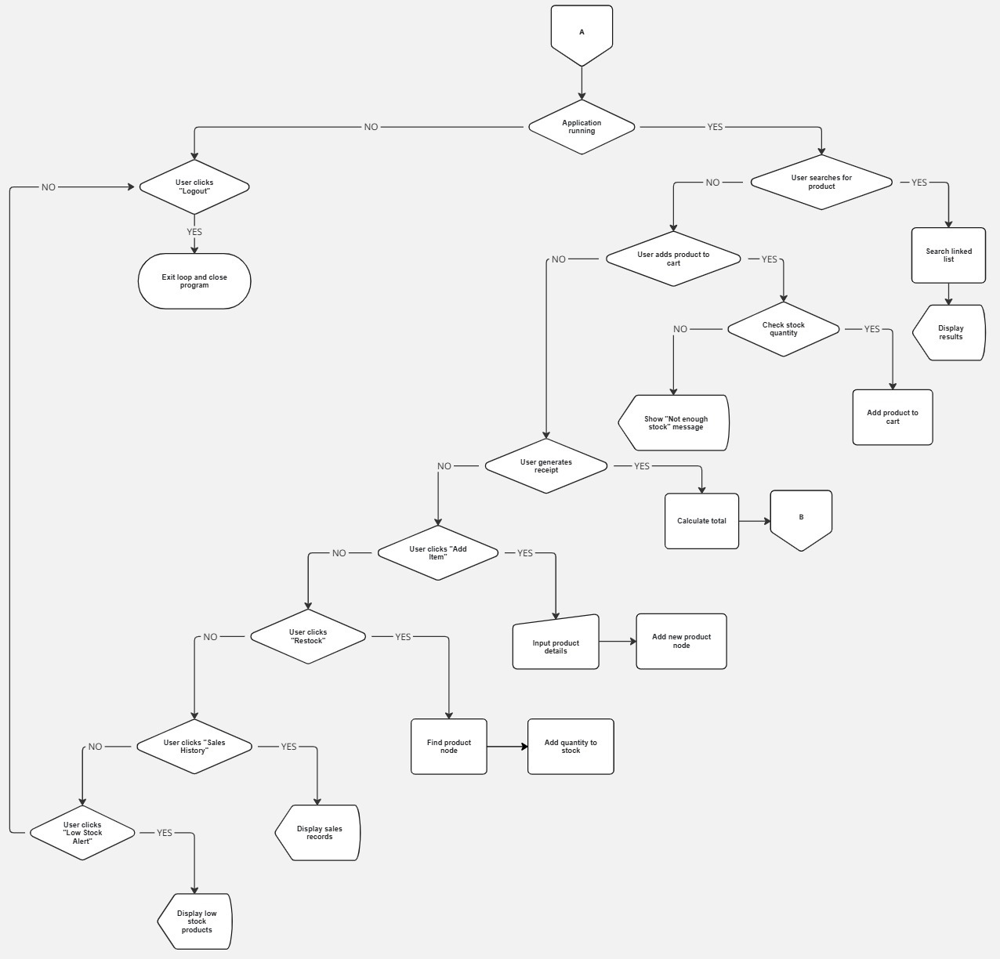 A
Application
running
NO
YES
User clicks
"Logout"
NO
YES
Exit loop and close
program
User searches for
product
NO
YES
Search linked
list
Display
results
User adds product to
cart
NO
YES
Check stock
quantity
NO
YES
Show "Not enough
stock" message
Add product to
cart
User generates
receipt
NO
YES
Calculate total
B
User clicks "Add
Item"
NO
YES
Input product
details
Add new product
node
User clicks
"Restock"
NO
YES
Find product
node
Add quantity to
stock
User clicks "Sales
History"
NO
YES
Display sales
records
User clicks
"Low Stock
Alert"
YES
Display low
stock
products